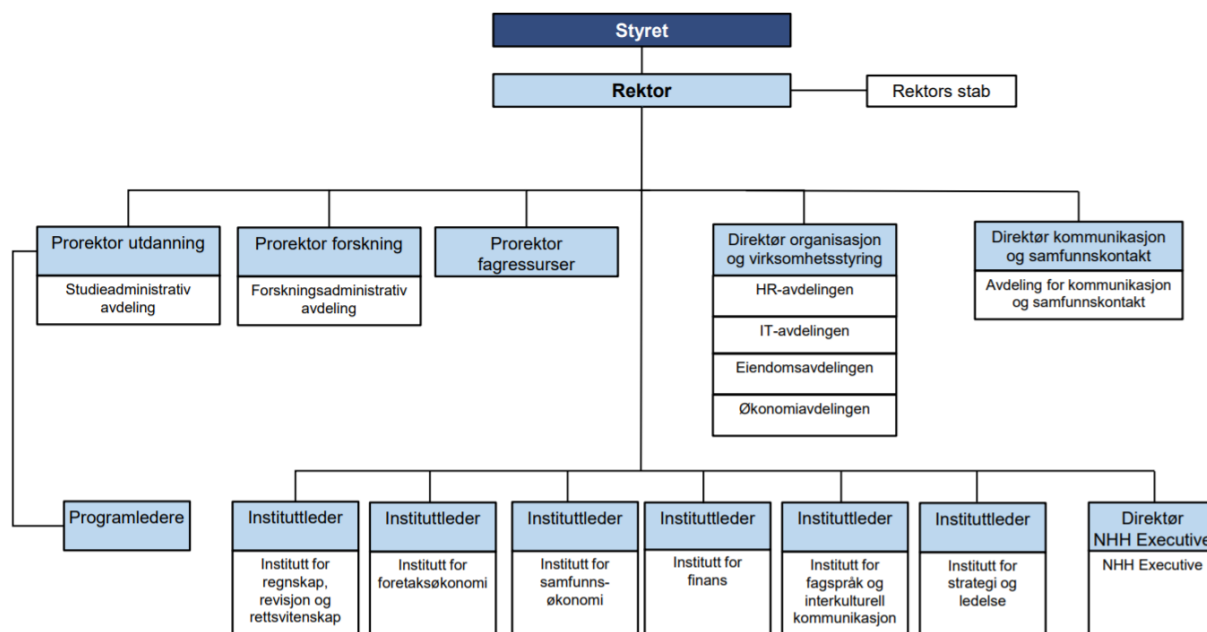 Styret
Rektor
Rektors stab
Prorektor utdanning
Studieadministrativ
avdeling
Prorektor forskning
Forskningsadministrativ
avdeling
Prorektor
fagressurser
Direktør organisasjon
og virksomhetsstyring
HR-avdelingen
IT-avdelingen
Eiendomsavdelingen
Økonomiavdelingen
Direktør kommunikasjon
og samfunnskontakt
Avdeling for kommunikasjon
og samfunnskontakt
Programledere
Instituttleder
Institutt for
regnskap,
revisjon og
rettsvitenskap
Instituttleder
Institutt for
foretaksøkonomi
Instituttleder
Institutt for
samfunns-
økonomi
Instituttleder
Institutt for
finans
Instituttleder
Institutt for
fagspråk og
interkulturell
kommunikasjon
Instituttleder
Institutt for
strategi og
ledelse
Direktør
NHH Executive
NHH Executive